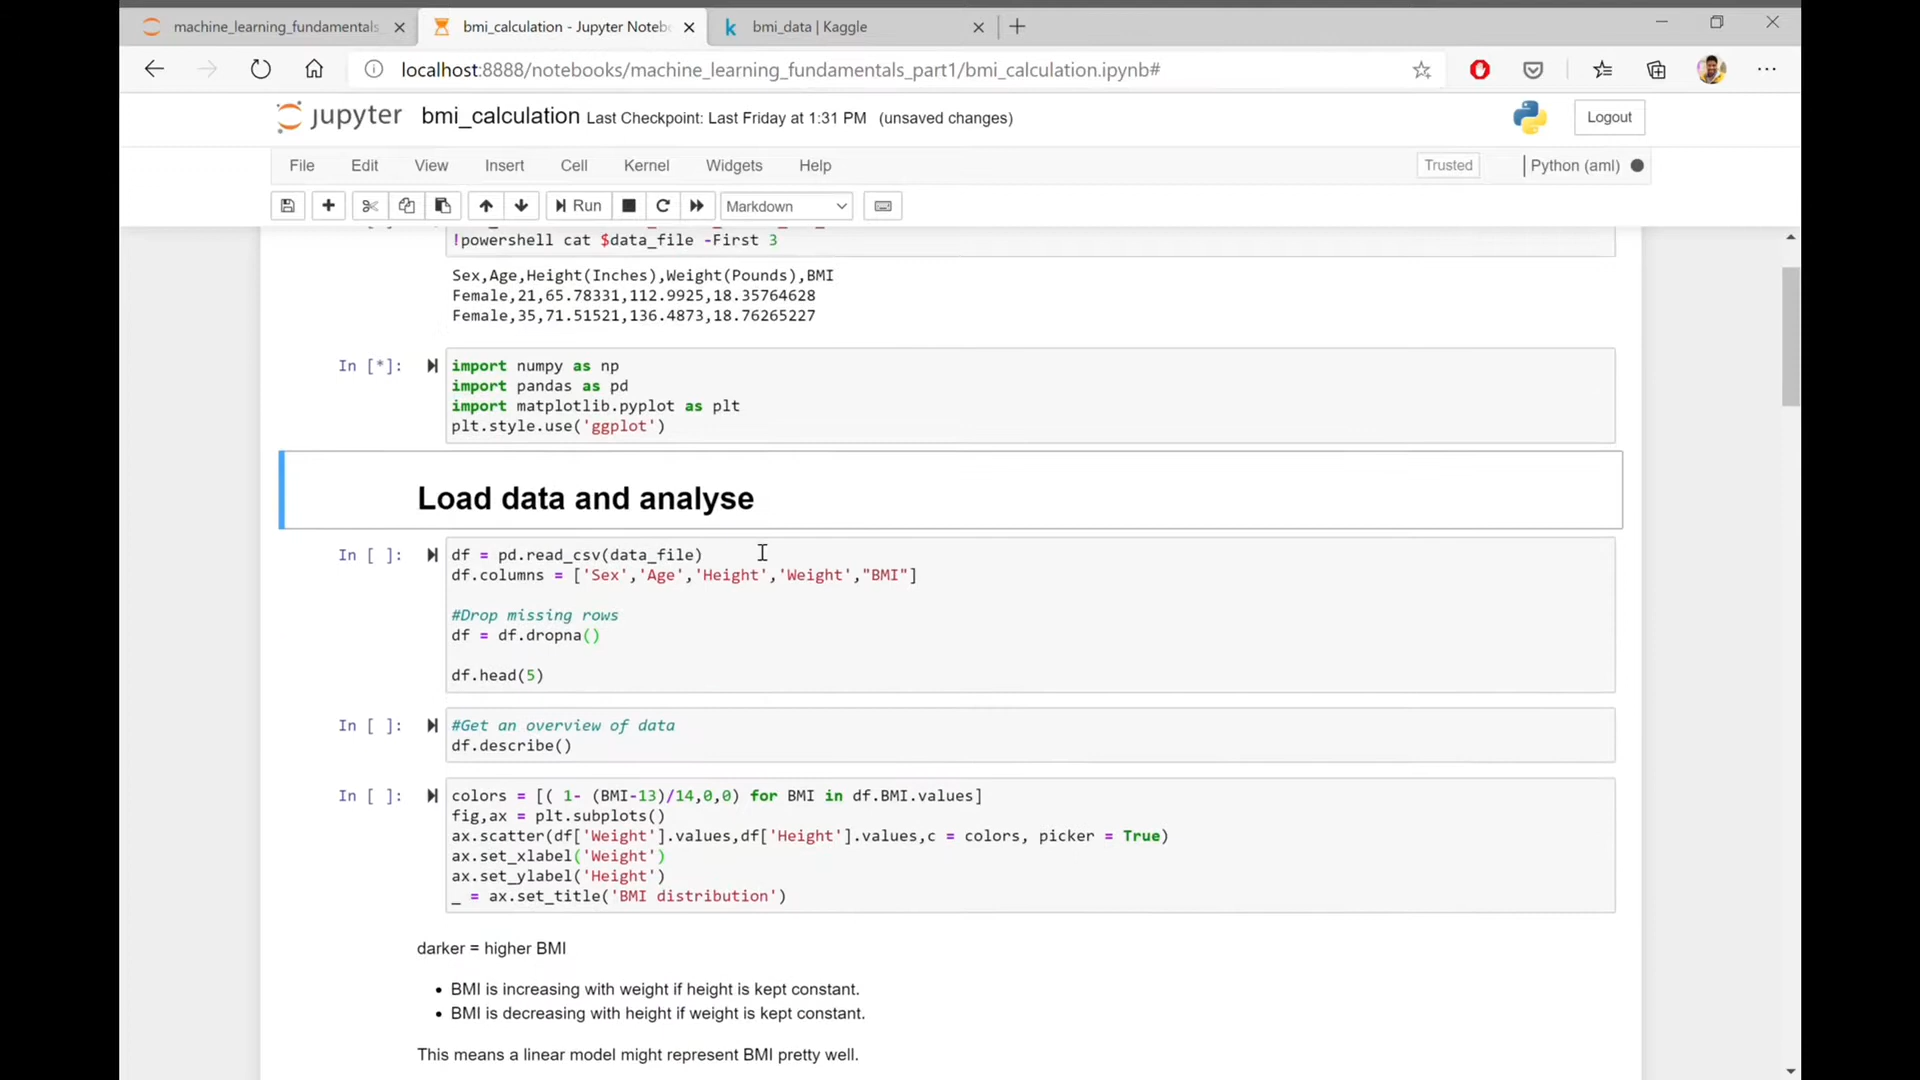 machine_learning_fundamentals
bmi_calculation - Jupyter Noteb
bmi_data | Kaggle
localhost:8888/notebooks/machine_learning_fundamentals_part1/bmi_calculation.ipynb#
jupyter bmi_calculation Last Checkpoint: Last Friday at 1:31 PM (unsaved changes)
Logout
File Edit View Insert Cell Kernel Widgets Help
Trusted
Python (aml)
Run
Markdown
!powershell cat $data_file -First 3
Sex,Age,Height(Inches),Weight(Pounds),BMI
Female,21,65.78331,112.9925,18.35764628
Female,35,71.51521,136.4873,18.76265227
In [*]:
import numpy as np
import pandas as pd
import matplotlib.pyplot as plt
plt.style.use('ggplot')
Load data and analyse
In [ ]:
df = pd.read_csv(data_file)
df.columns = ['Sex','Age','Height','Weight',"BMI"]
#Drop missing rows
df = df.dropna()
df.head(5)
In [ ]:
#Get an overview of data
df.describe()
In [ ]:
colors = [( 1- (BMI-13)/14,0,0) for BMI in df.BMI.values]
fig,ax = plt.subplots()
ax.scatter(df['Weight'].values,df['Height'].values,c = colors, picker = True)
ax.set_xlabel('Weight')
ax.set_ylabel('Height')
_ = ax.set_title('BMI distribution')
darker = higher BMI
• BMI is increasing with weight if height is kept constant.
• BMI is decreasing with height if weight is kept constant.
This means a linear model might represent BMI pretty well.